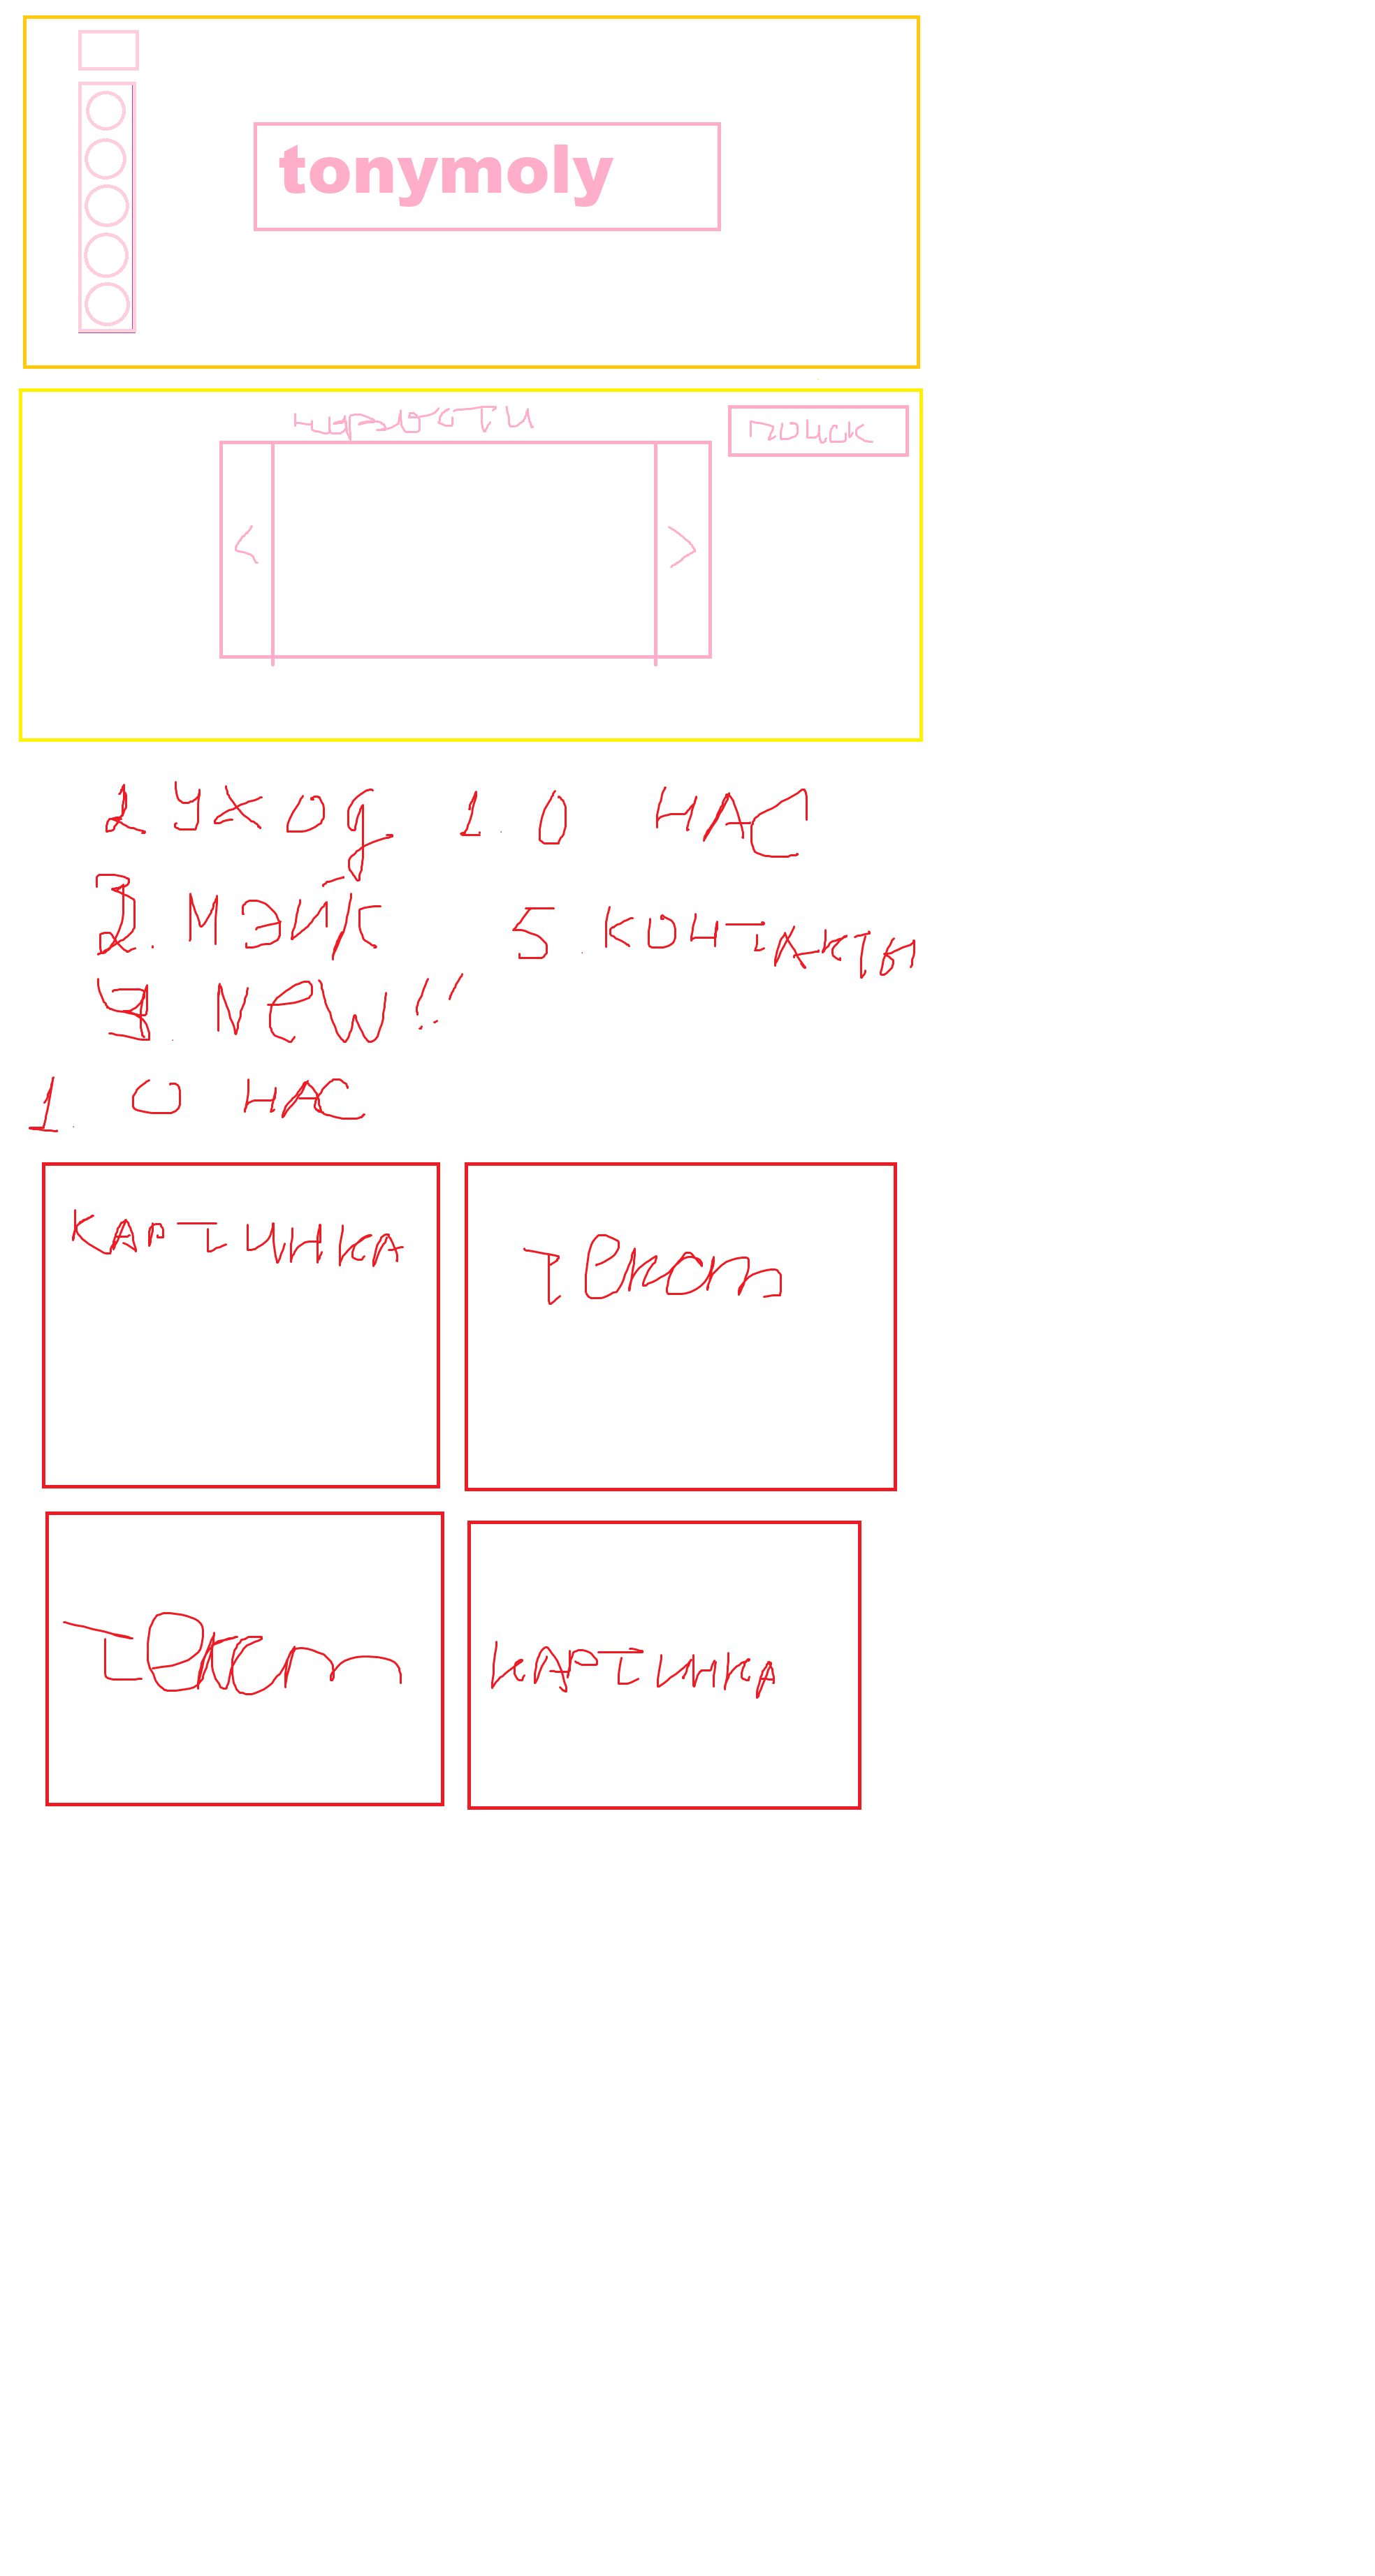 tonymoly
новости
поиск
<
>
2 уход 1. О НАС
3. МЭЙК 5. КОНТАКТЫ
4. New!!
1. О НАС
КАРТИНКА
Текст
Текст
КАРТИНКА